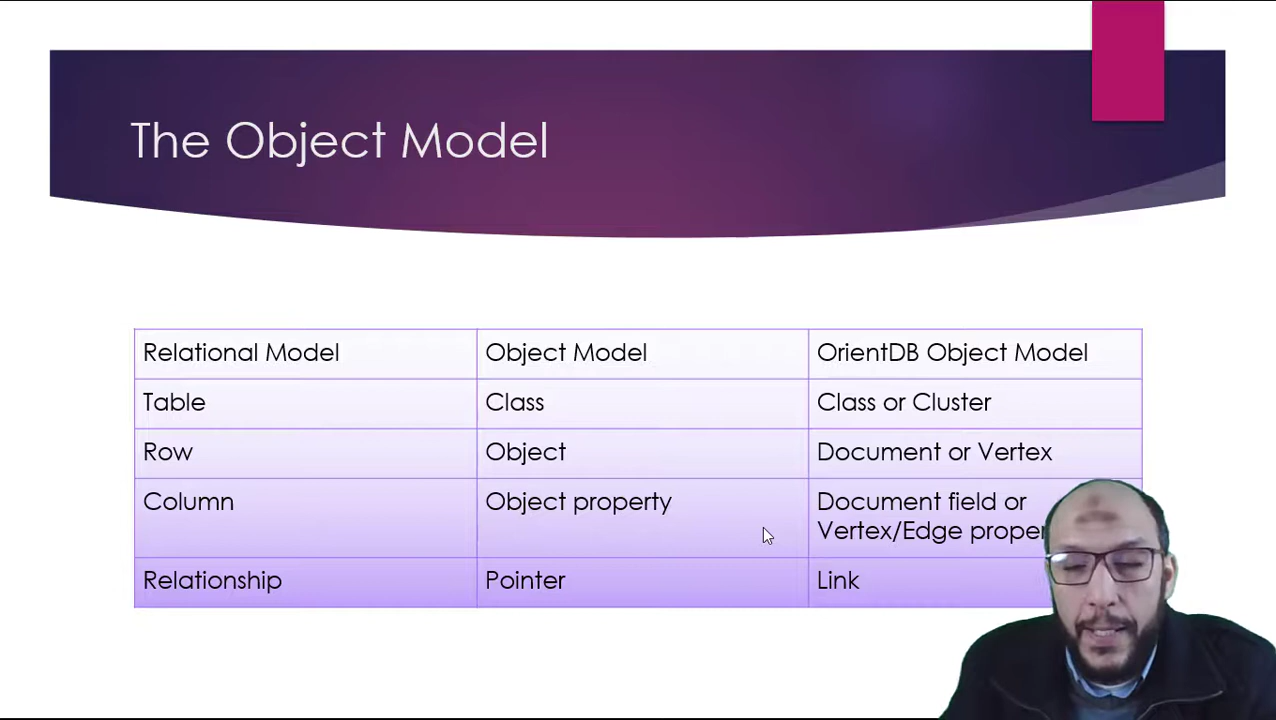 The Object Model
Relational Model
Object Model
OrientDB Object Model
Table
Class
Class or Cluster
Row
Object
Document or Vertex
Column
Object property
Document field or
Vertex/Edge
Relationship
Pointer
Link